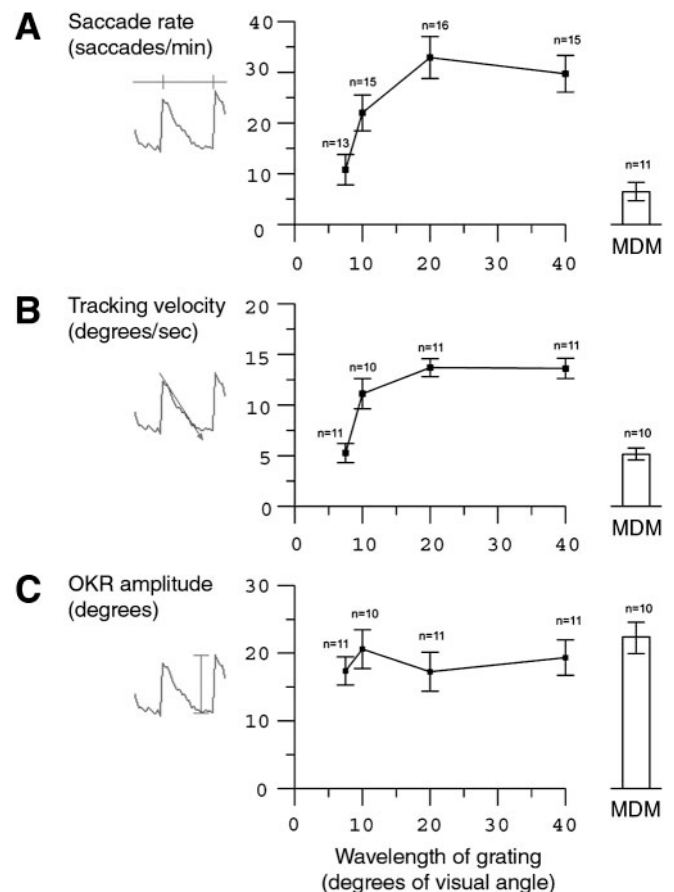 A
Saccade rate
(saccades/min)
40
30
20
10
0
n=13
n=15
n=16
n=15
n=11
0 10 20 30 40
MDM
B
Tracking velocity
(degrees/sec)
20
15
10
5
0
n=11
n=10
n=11
n=11
n=10
0 10 20 30 40
MDM
C
OKR amplitude
(degrees)
30
20
10
0
n=11
n=10
n=11
n=11
n=10
0 10 20 30 40
MDM
Wavelength of grating
(degrees of visual angle)